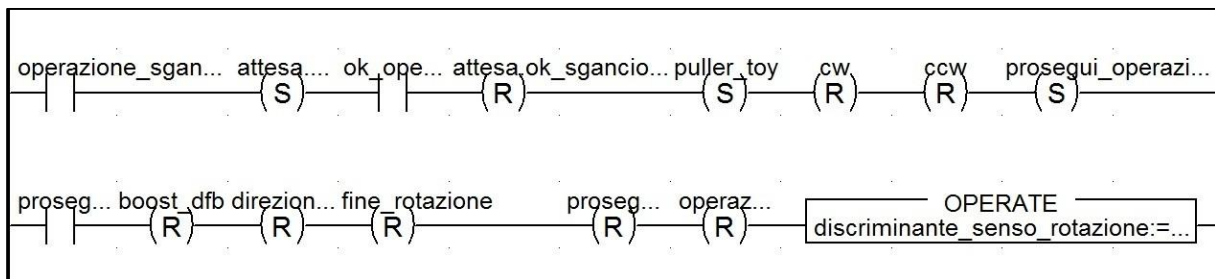 operazione_sgan... attesa.... ok_ope... attesa,ok_sgancio... puller_toy cw ccw prosegui_operazi...
S R S R R S
proseg... boost_dfb direzion... fine_rotazione proseg... operaz... OPERATE
R R R R R discriminante_senso_rotazione:=...